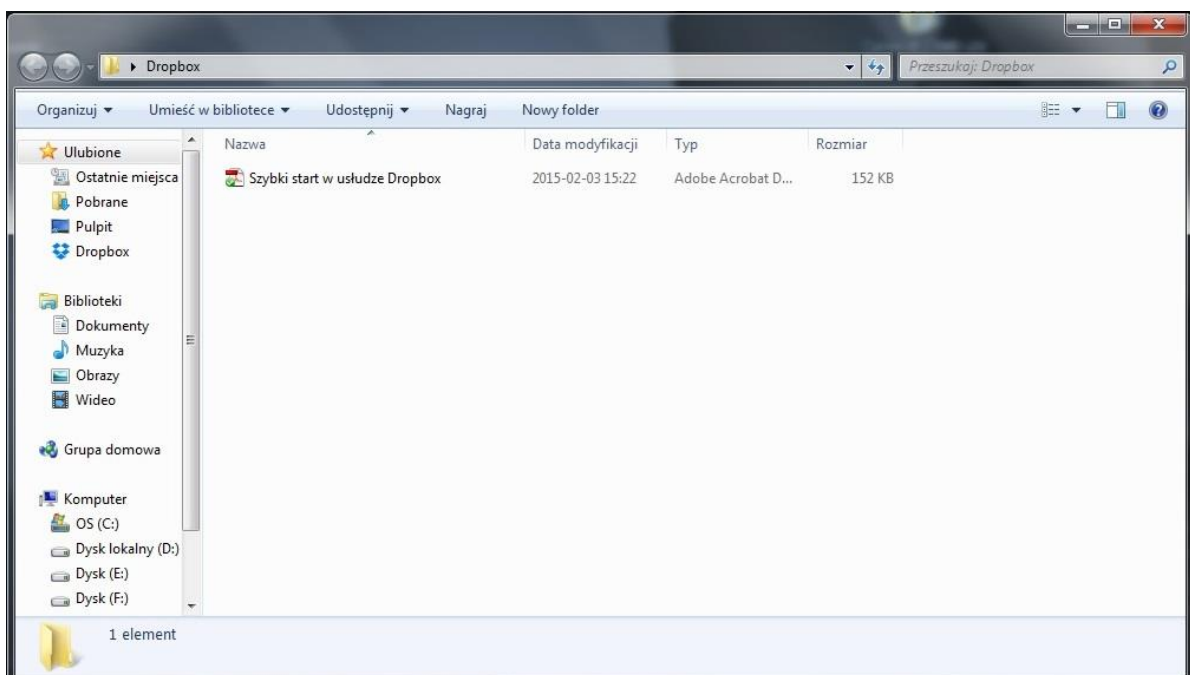 Dropbox
Przeszukaj: Dropbox
Organizuj Umieść w bibliotece Udostępnij Nagraj Nowy folder
Ulubione
Ostatnie miejsca
Pobrane
Pulpit
Dropbox
Biblioteki
Dokumenty
Muzyka
Obrazy
Wideo
Grupa domowa
Komputer
OS (C:)
Dysk lokalny (D:)
Dysk (E:)
Dysk (F:)
Nazwa Data modyfikacji Typ Rozmiar
Szybki start w usłudze Dropbox 2015-02-03 15:22 Adobe Acrobat D... 152 KB
1 element